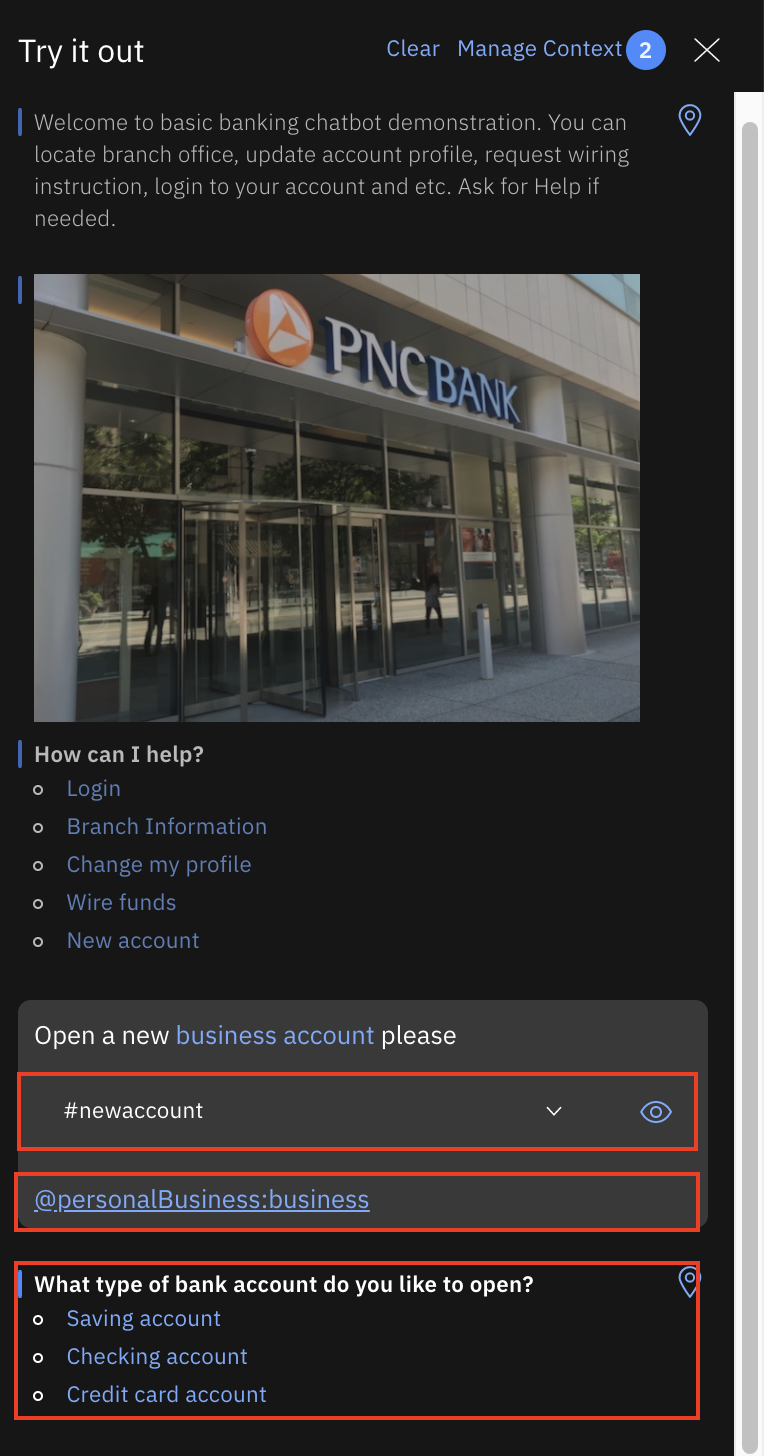 Try it out
Clear Manage Context 2
Welcome to basic banking chatbot demonstration. You can
locate branch office, update account profile, request wiring
instruction, login to your account and etc. Ask for Help if
needed.
PNCBANK
How can I help?
Login
Branch Information
Change my profile
Wire funds
New account
Open a new business account please
#newaccount
@personalBusiness:business
What type of bank account do you like to open?
Saving account
Checking account
Credit card account